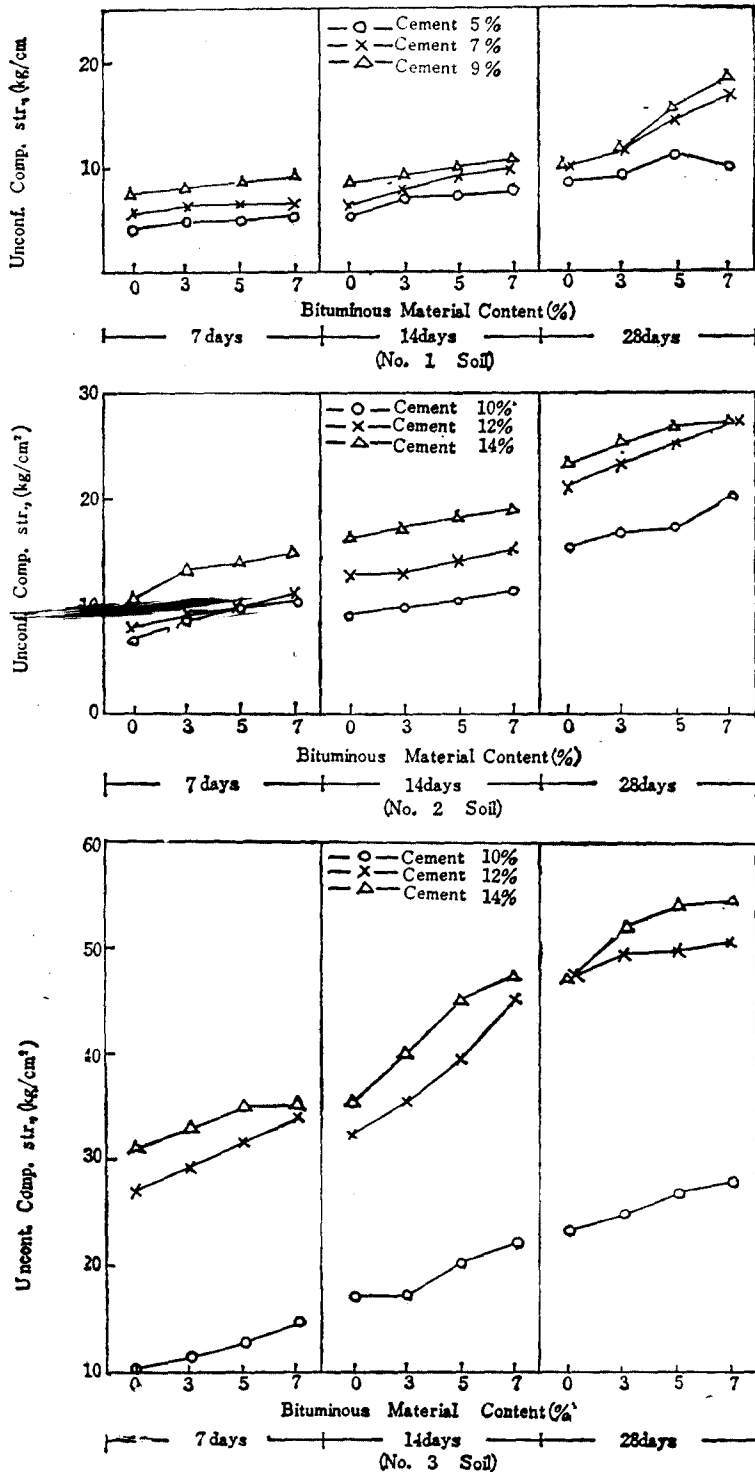 Unconf. Comp. str., (kg/cm
20
10
0
Cement 5%
Cement 7%
Cement 9%
0 3 5 7 0 3 5 7 0 3 5 7
Bituminous Material Content (%)
7 days 14days 28days
(No. 1 Soil)
Unconf. Comp. str., (kg/cm²)
30
20
10
0
Cement 10%
Cement 12%
Cement 14%
0 3 5 7 0 3 5 7 0 3 5 7
Bituminous Material Content (%)
7 days 14days 28days
(No. 2 Soil)
Uncont. Comp. str., (kg/cm²)
60
50
40
30
20
10
Cement 10%
Cement 12%
Cement 14%
0 3 5 7 0 3 5 7 0 3 5 7
Bituminous Material Content (%
7 days 14days 28days
(No. 3 Soil)